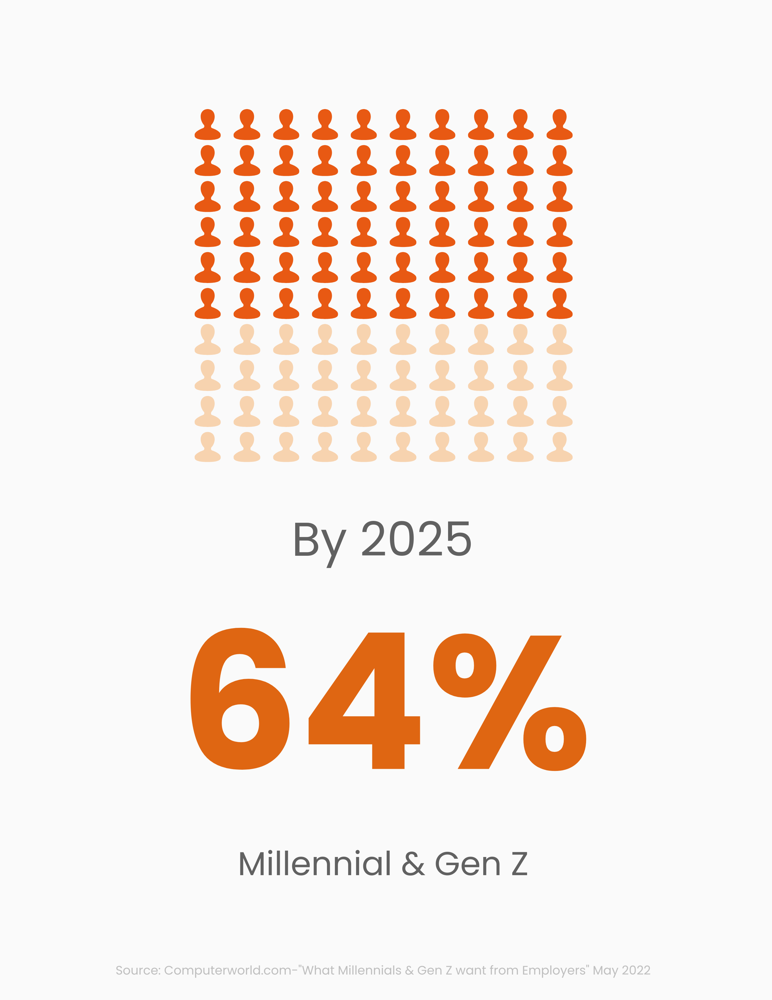 By 2025
64%
Millennial & Gen Z
Source: Computerworld.com-"What Millennials & Gen Z want from Employers" May 2022